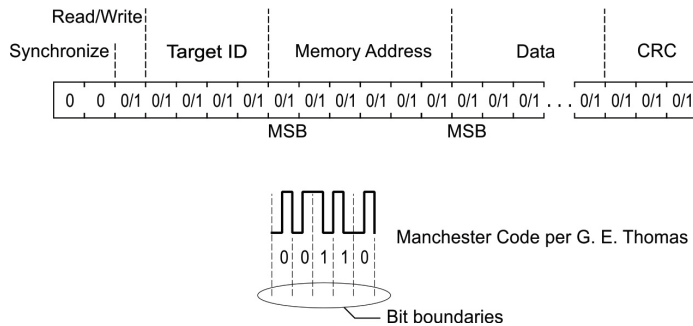 Read/Write
Synchronize Target ID Memory Address Data CRC
0 0 0/1 0/1 0/1 0/1 0/1 0/1 0/1 0/1 0/1 0/1 0/1 0/1 0/1 0/1 ... 0/1 0/1 0/1 0/1
MSB MSB
Manchester Code per G. E. Thomas
0 0 1 1 0
Bit boundaries